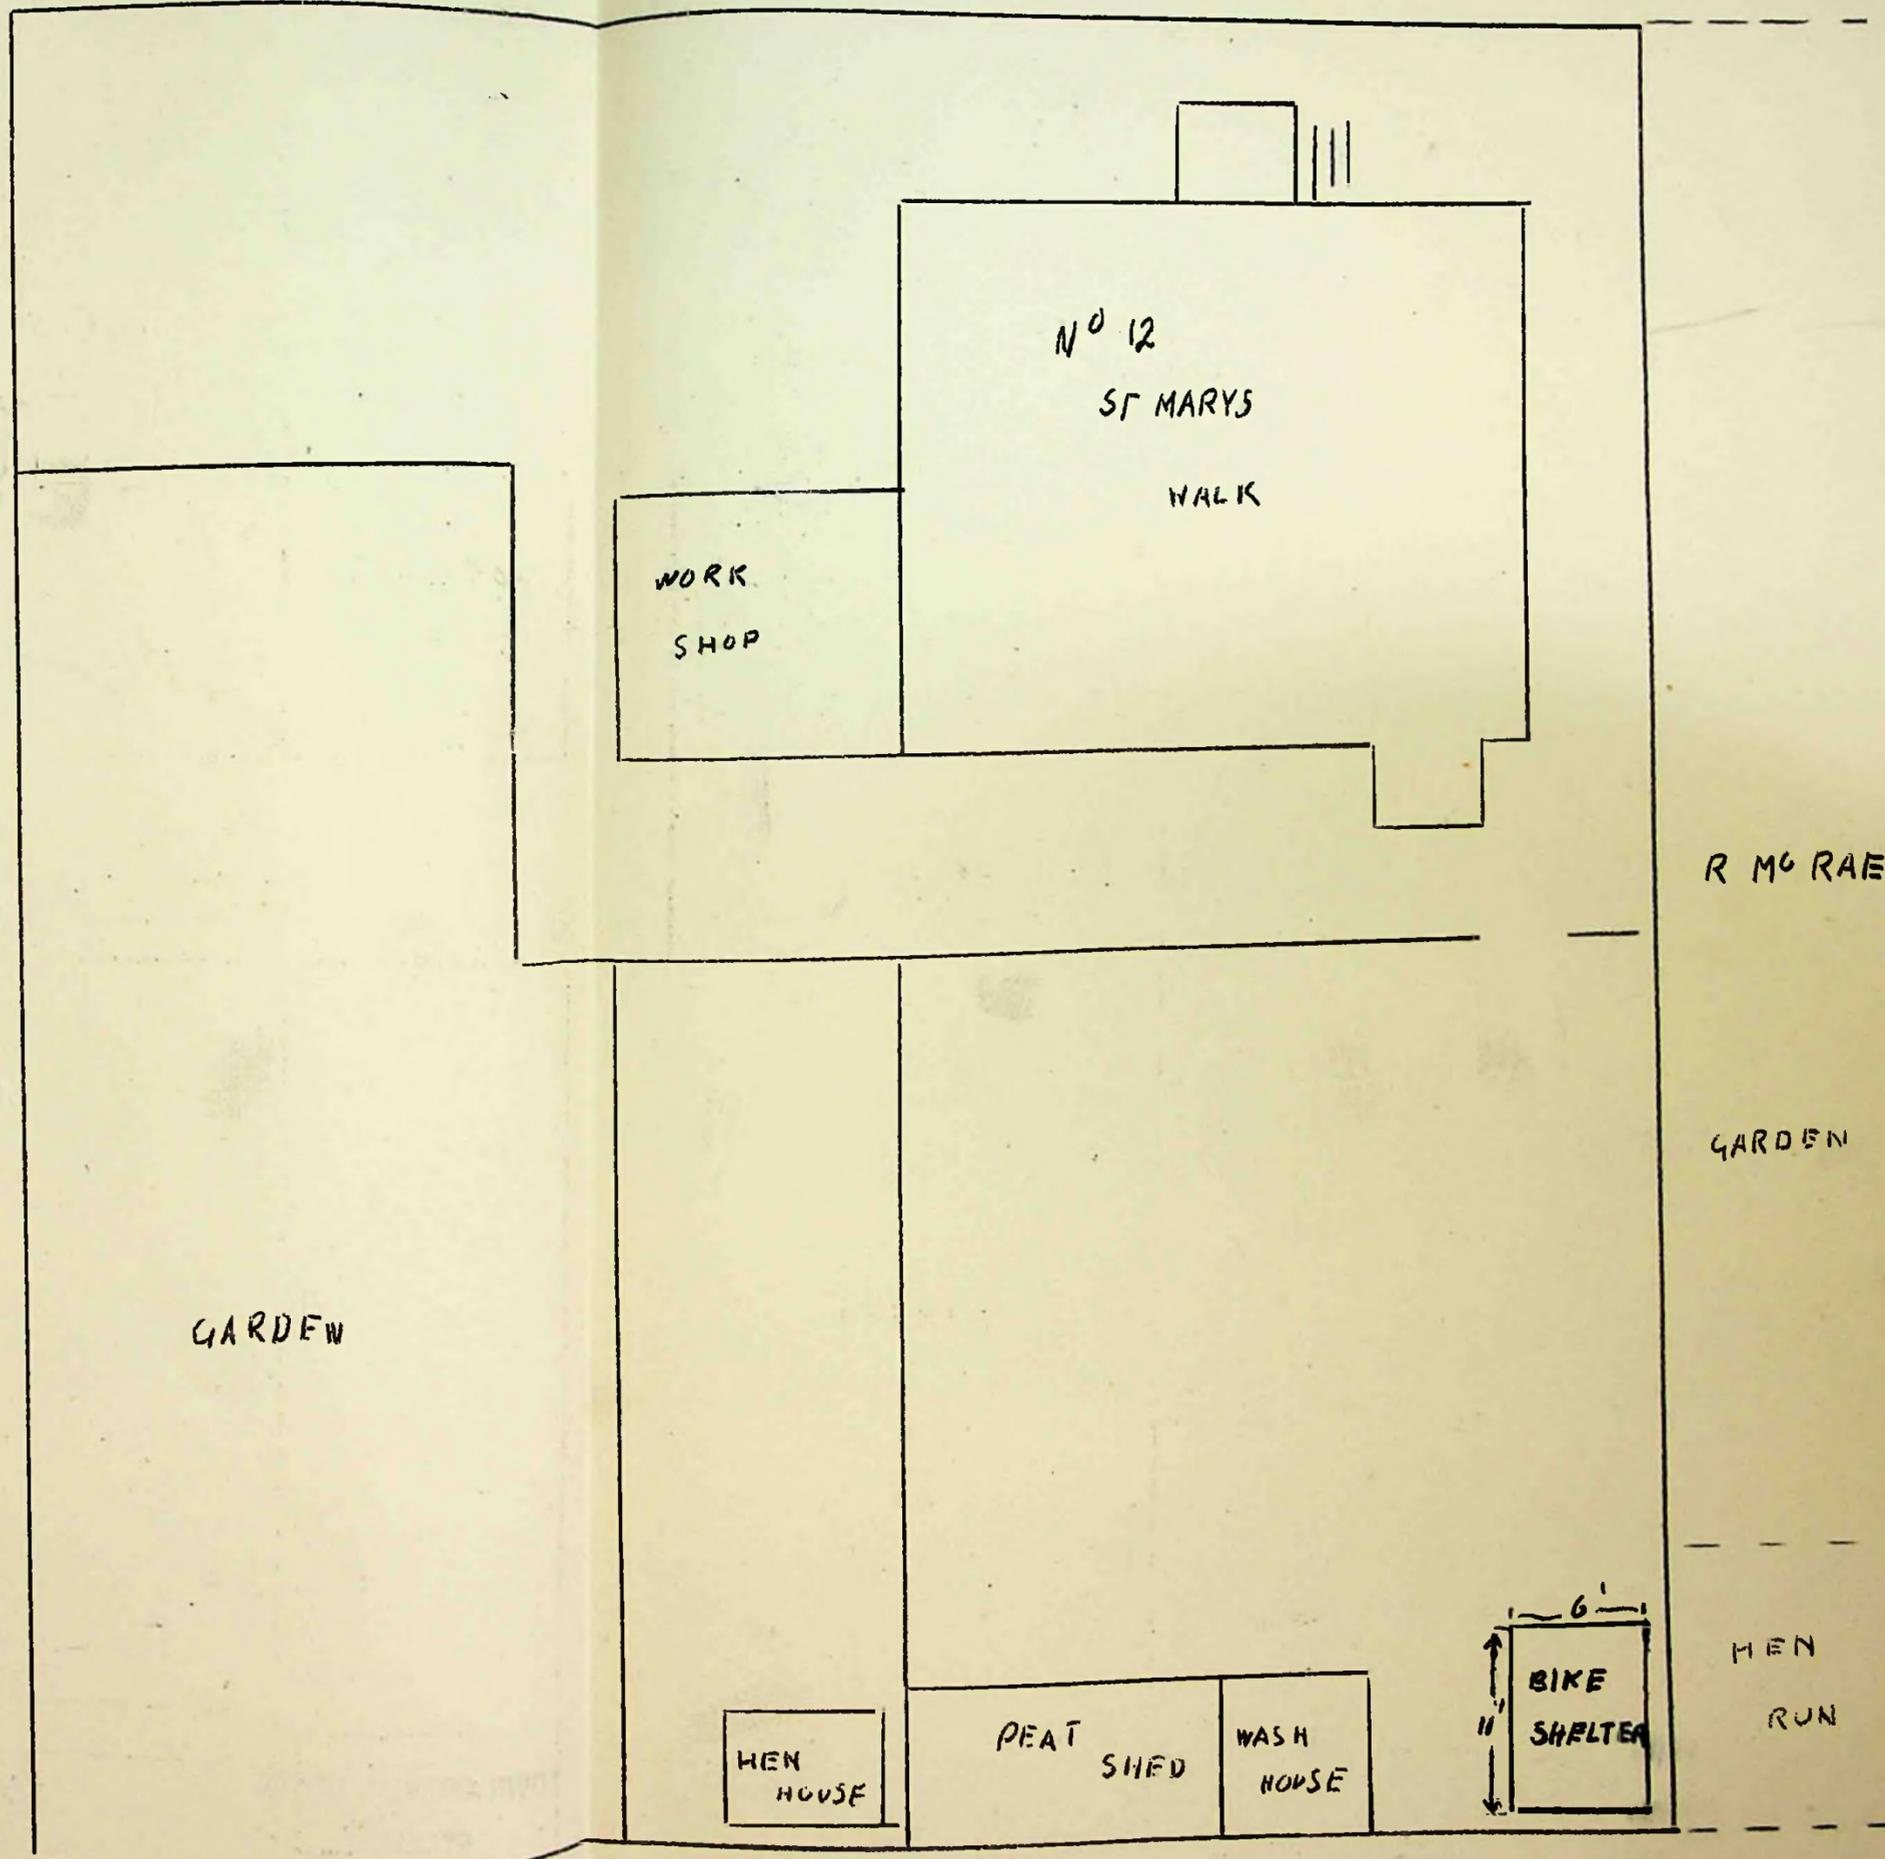 Nº 12
ST MARYS
WALK
WORK
SHOP
R Mc RAE
GARDEN
GARDEN
6'
HEN
RUN
BIKE
SHELTER
11'
PEAT
SHED
WASH
HOUSE
HEN
HOUSE